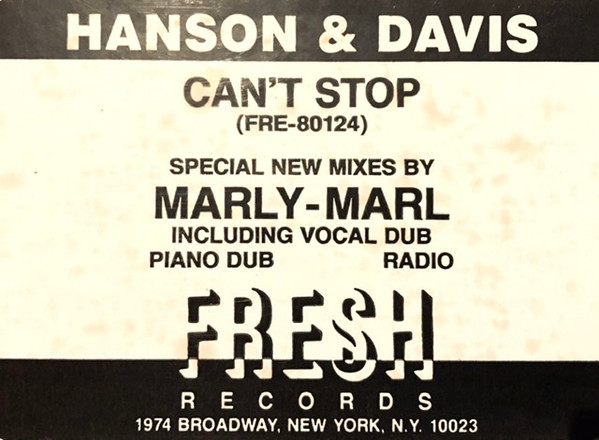 HANSON & DAVIS
CAN'T STOP
(FRE-80124)
SPECIAL NEW MIXES BY
MARLY-MARL
INCLUDING VOCAL DUB
PIANO DUB RADIO
FRESH
RECORDS
1974 BROADWAY, NEW YORK, N.Y. 10023